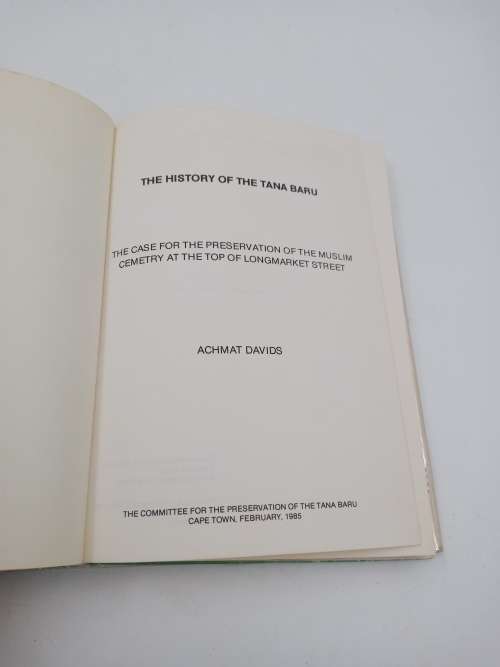 THE HISTORY OF THE TANA BARU
THE CASE FOR THE PRESERVATION OF THE MUSLIM
CEMETRY AT THE TOP OF LONGMARKET STREET
ACHMAT DAVIDS
THE COMMITTEE FOR THE PRESERVATION OF THE TANA BARU
CAPE TOWN, FEBRUARY, 1985